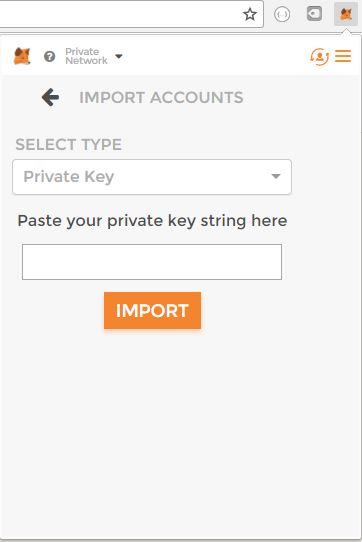 Private
Network
IMPORT ACCOUNTS
SELECT TYPE
Private Key
Paste your private key string here
IMPORT